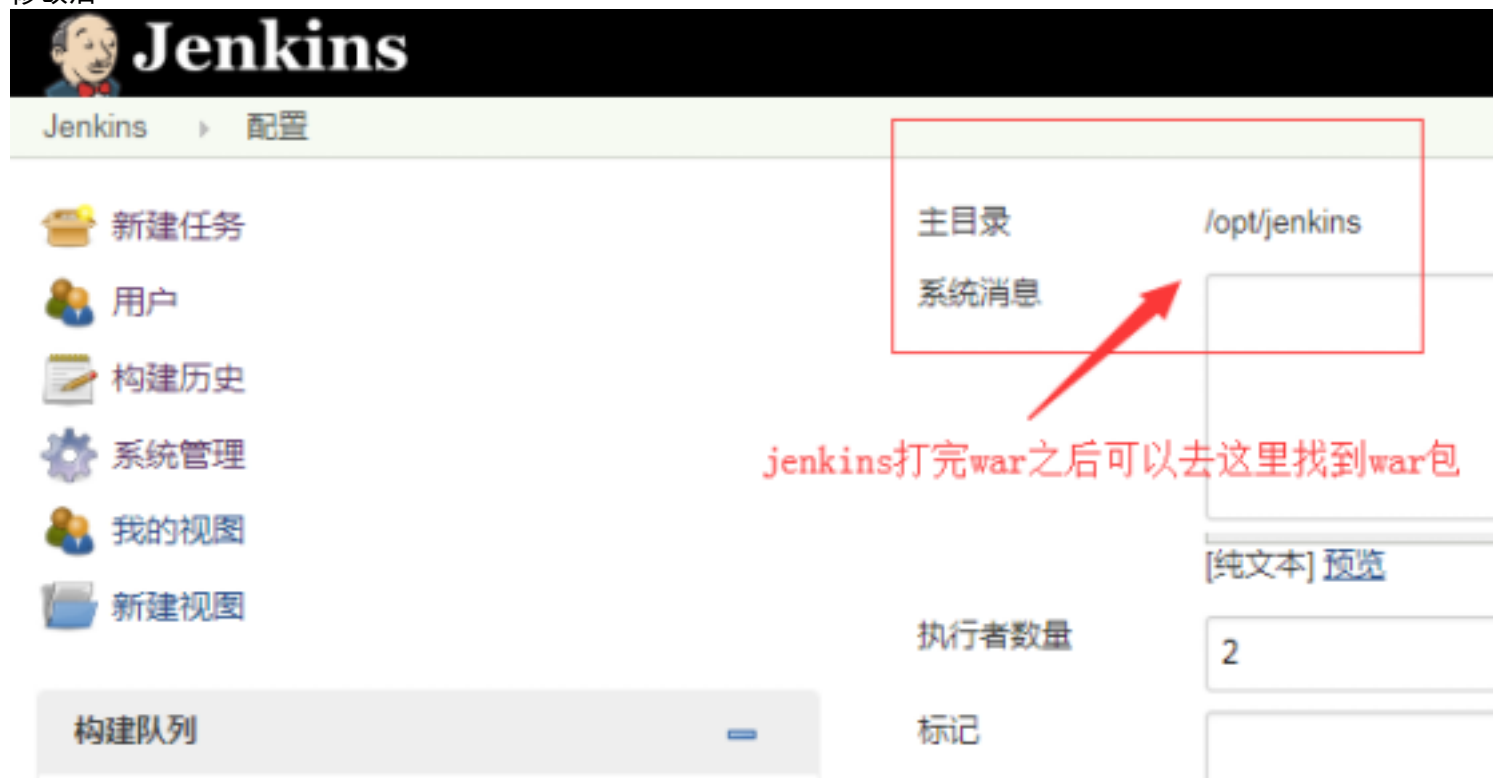 Jenkins
Jenkins 配置
新建任务
用户
构建历史
系统管理
我的视图
新建视图
构建队列
主目录 /opt/jenkins
系统消息
jenkins打完war之后可以去这里找到war包
[纯文本] 预览
执行者数量 2
标记